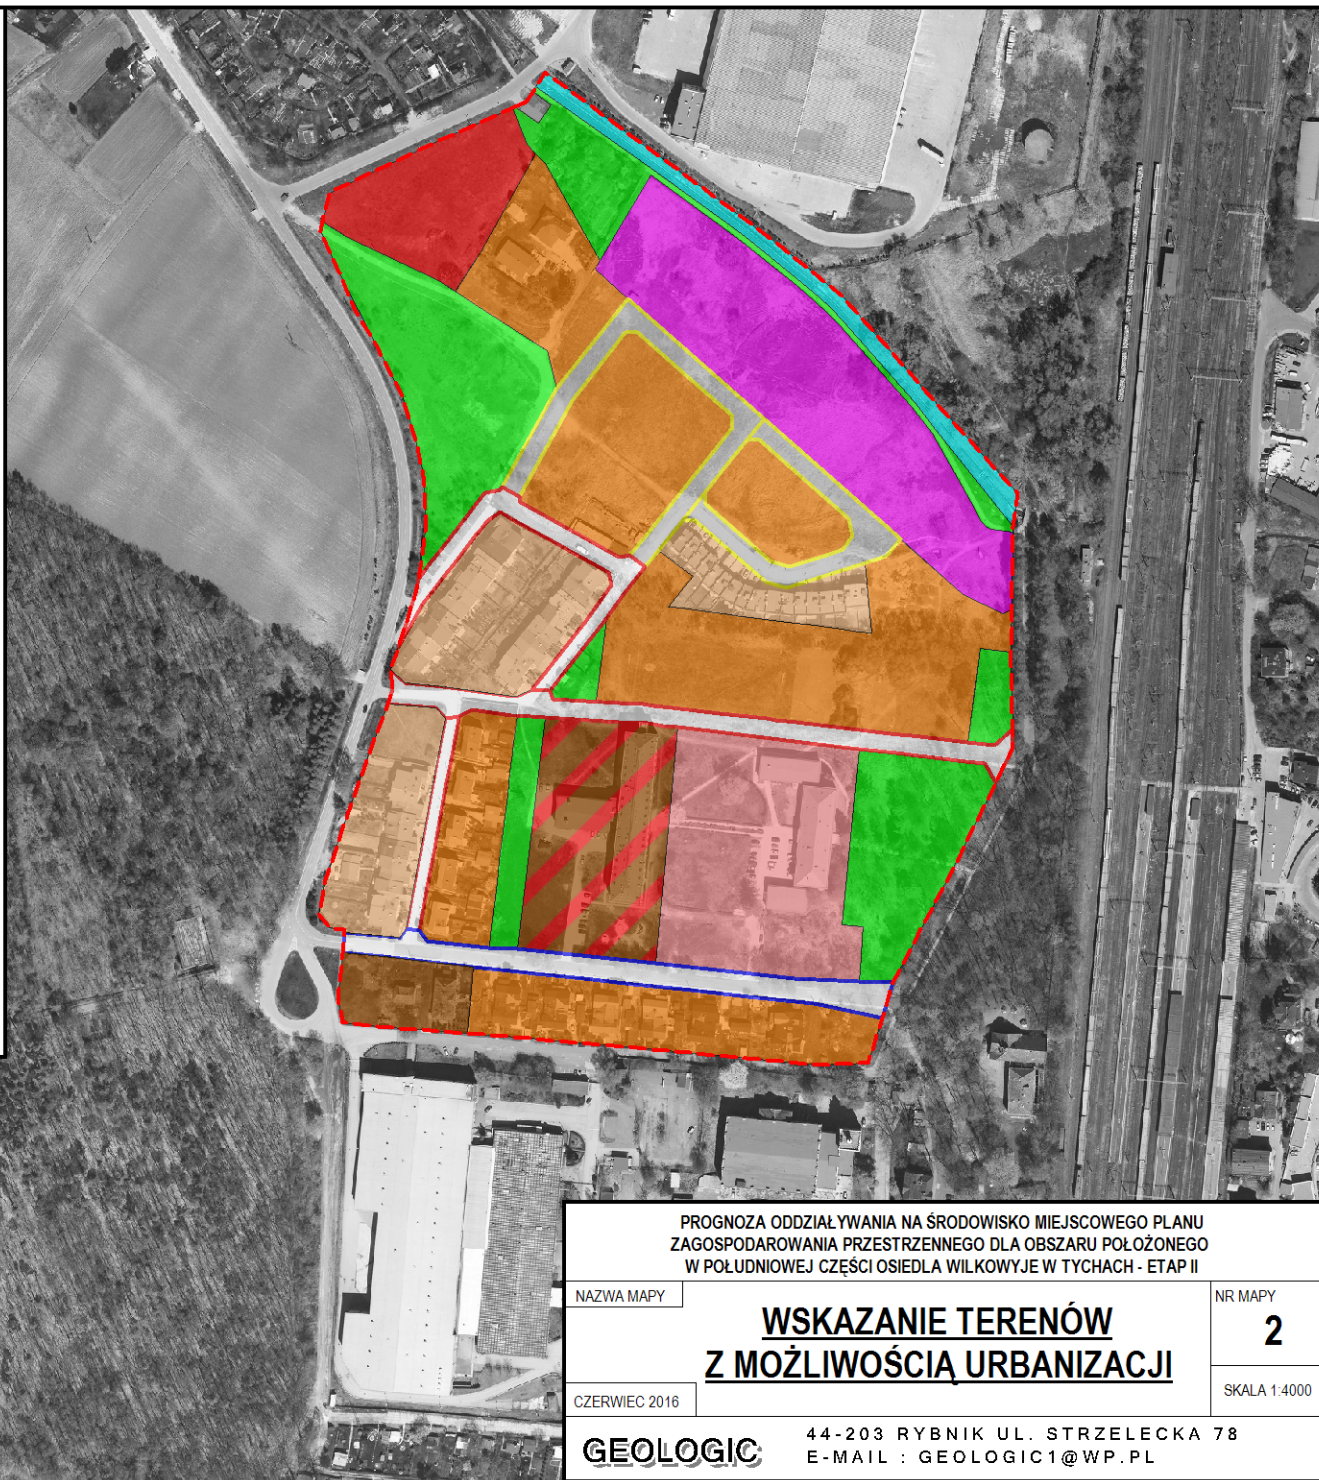 PROGNOZA ODDZIAŁYWANIA NA ŚRODOWISKO MIEJSCOWEGO PLANU
ZAGOSPODAROWANIA PRZESTRZENNEGO DLA OBSZARU POŁOŻONEGO
W POŁUDNIOWEJ CZĘŚCI OSIEDLA WILKOWYJE W TYCHACH - ETAP II
NAZWA MAPY
WSKAZANIE TERENÓW
Z MOŻLIWOŚCIĄ URBANIZACJI
NR MAPY
2
CZERWIEC 2016
SKALA 1:4000
GEOLOGIC
44-203 RYBNIK UL. STRZELECKA 78
E-MAIL : GEOLOGIC1@WP.PL